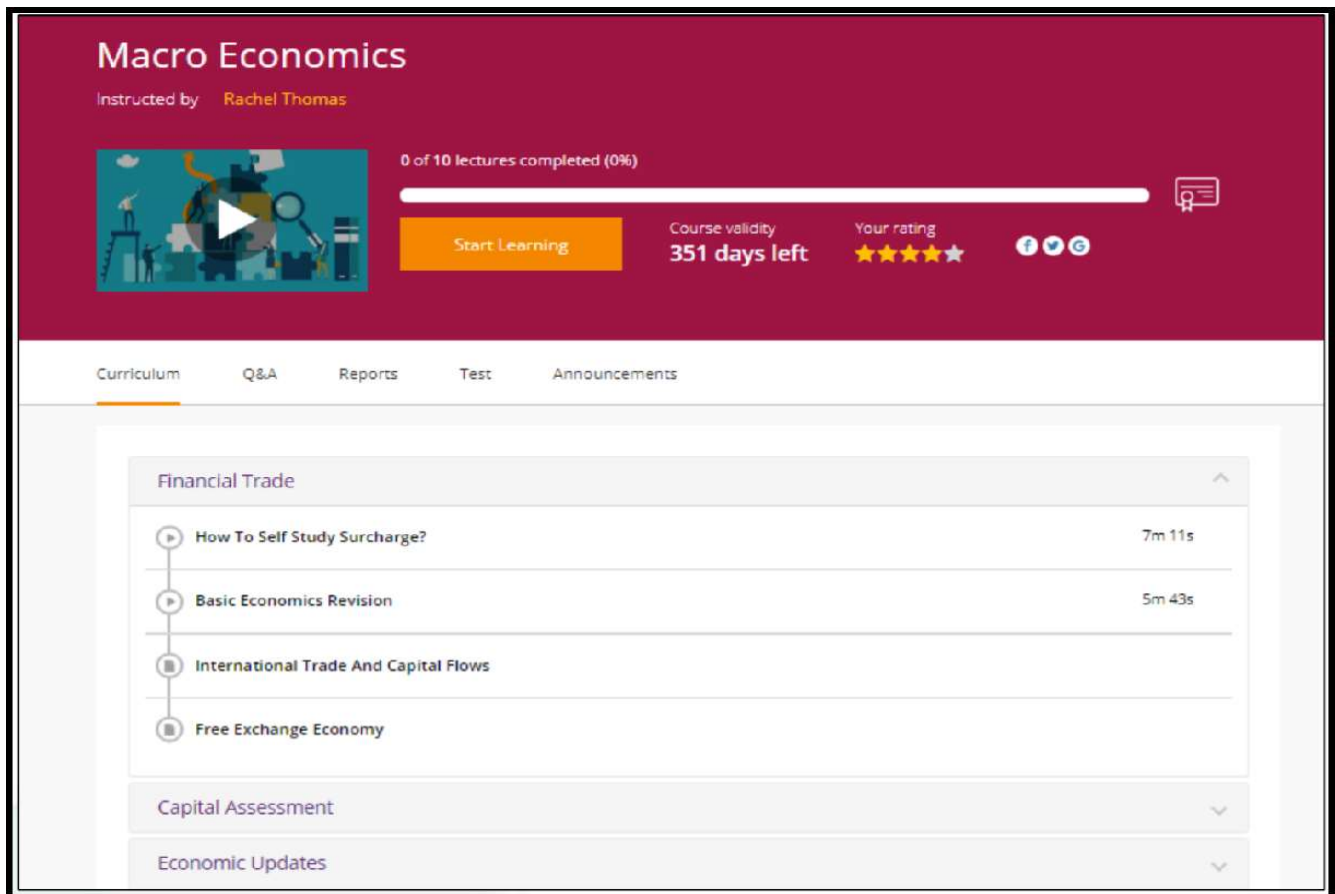 Macro Economics
Instructed by Rachel Thomas
0 of 10 lectures completed (0%)
Start Learning
Course validity
351 days left
Your rating
Curriculum Q&A Reports Test Announcements
Financial Trade
How To Self Study Surcharge? 7m 11s
Basic Economics Revision 5m 43s
International Trade And Capital Flows
Free Exchange Economy
Capital Assessment
Economic Updates